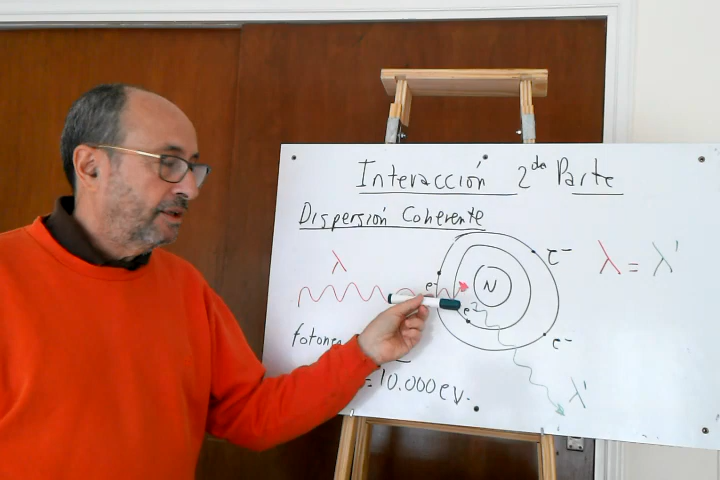 Interacción 2da Parte
Dispersión Coherente
λ
λ = λ'
e-
e-
N
e-
e-
fotones
= 10.000 eV.
λ'